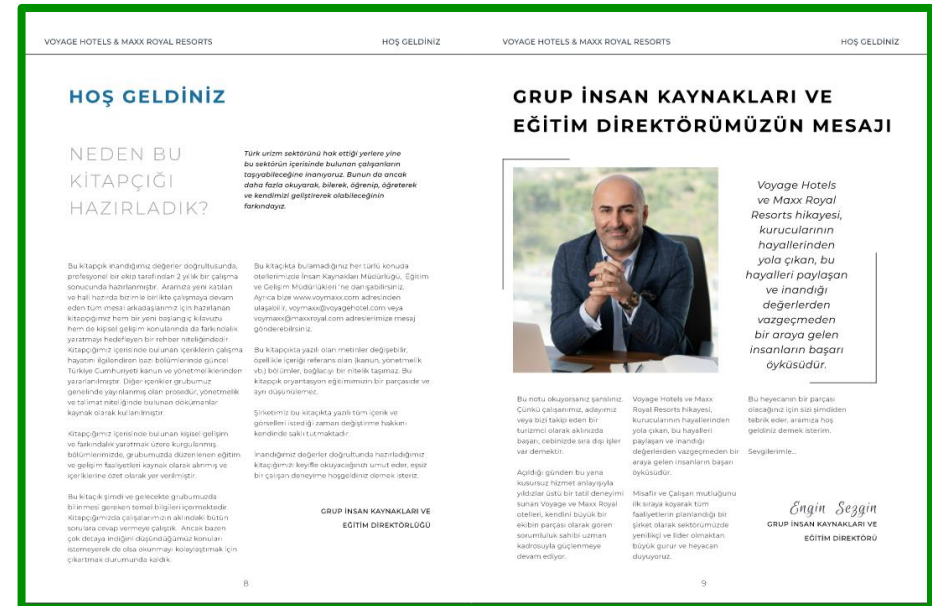 VOYAGE HOTELS & MAXX ROYAL RESORTS
HOŞ GELDİNİZ
HOŞ GELDİNİZ
NEDEN BU
KİTAPÇIĞI
HAZIRLADIK?
Türk urizm sektörünü hak ettiği yerlere yine
bu sektörün içerisinde bulunan çalışanların
taşıyabileceğine inanıyoruz. Bunun da ancak
daha fazla okuyarak, bilerek, öğrenip, öğreterek
ve kendimizi geliştirerek olabileceğinin
farkındayız.
Bu kitapçık inandığımız değerler doğrultusunda,
profesyonel bir ekip tarafından 2 yıllık bir çalışma
sonucunda hazırlanmıştır. Aramıza yeni katılan
ve hali hazırda bizimle birlikte çalışmaya devam
eden tüm mesai arkadaşlarımız için hazırlanan
kitapçığımız hem bir yeni başlangıç kılavuzu
hem de kişisel gelişim konularında da farkındalık
yaratmayı hedefleyen bir rehber niteliğindedir.
Kitapçığımız içerisinde bulunan içeriklerin çalışma
hayatını ilgilendiren bazı bölümlerinde güncel
Türkiye Cumhuriyeti kanun ve yönetmeliklerinden
yararlanılmıştır. Diğer içerikler grubumuz
genelinde yayınlanmış olan prosedür, yönetmelik
ve talimat niteliğinde bulunan dökümanlar
kaynak olarak kullanılmıştır.
Kitapçığımız içerisinde bulunan kişisel gelişim
ve farkındalık yaratmak üzere kurgulanmış
bölümlerimizde, grubumuzda düzenlenen eğitim
ve gelişim faaliyetleri kaynak olarak alınmış ve
içeriklerine özet olarak yer verilmiştir.
Bu kitaçık şimdi ve gelecekte grubumuzda
bilinmesi gereken temel bilgileri içermektedir.
Kitapçığımızda çalışanlarımızın aklındaki bütün
sorulara cevap vermeye çalıştık. Ancak bazen
çok detaya indiğini düşündüğümüz konuları
istemeyerek de olsa okunmayı kolaylaştırmak için
çıkartmak durumunda kaldık.
Bu kitaçıkta bulamadığınız her türlü konuda
otellerimizde İnsan Kaynakları Müdürlüğü, Eğitim
ve Gelişim Müdürlükleri 'ne danışabilirsiniz.
Ayrıca bize www.voymaxx.com adresinden
ulaşabilir, voymaxx@voyagehotel.com veya
voymaxx@maxxroyal.com adreslerimize mesaj
gönderebilirsiniz.
Bu kitapçıkta yazılı olan metinler değişebilir,
özellikle içeriği referans olan (kanun, yönetmelik
vb.) bölümler, bağlacıyı bir nitelik taşımaz. Bu
kitapçık oryantasyon eğitimimizin bir parçasıdır ve
ayrı düşünülemez.
Şirketimiz bu kitaçıkta yazılı tüm içerik ve
görselleri istediği zaman değiştirme hakkını
kendinde saklı tutmaktadır.
İnandığımız değerler doğrultunda hazırladığımız
kitaçığımızı keyifle okuyacağınızı umut eder, eşsiz
bir çalışan deneyime hoşgeldiniz demek isteriz.
GRUP İNSAN KAYNAKLARI VE
EĞİTİM DİREKTÖRLÜĞÜ
8
VOYAGE HOTELS & MAXX ROYAL RESORTS
HOŞ GELDİNİZ
GRUP İNSAN KAYNAKLARI VE
EĞİTİM DİREKTÖRÜMÜZÜN MESAJI
Voyage Hotels
ve Maxx Royal
Resorts hikayesi,
kurucularının
hayallerinden
yola çıkan, bu
hayalleri paylaşan
ve inandığı
değerlerden
vazgeçmeden
bir araya gelen
insanların başarı
öyküsüdür.
Bu notu okuyorsanız şanslınız.
Çünkü çalışanımız, adayımız
veya bizi takip eden bir
turizmci olarak aklınızda
başarı, cebinizde sıra dışı işler
var demektir.
Açıldığı günden bu yana
kusursuz hizmet anlayışıyla
yıldızlar üstü bir tatil deneyimi
sunan Voyage ve Maxx Royal
otelleri, kendini büyük bir
ekibin parçası olarak gören
sorumluluk sahibi uzman
kadrosuyla güçlenmeye
devam ediyor.
Voyage Hotels ve Maxx
Royal Resorts hikayesi,
kurucularının hayallerinden
yola çıkan, bu hayalleri
paylaşan ve inandığı
değerlerden vazgeçmeden bir
araya gelen insanların başarı
öyküsüdür.
Misafir ve Çalışan mutluğunu
ilk sıraya koyarak tüm
faaliyetlerin planlandığı bir
şirket olarak sektörümüzde
yenilikçi ve lider olmaktan
büyük gurur ve heyecan
duyuyoruz.
Bu heyecanın bir parçası
olacağınız için sizi şimdiden
tebrik eder, aramıza hoş
geldiniz demek isterim.
Sevgilerimle...
Engin Sezgin
GRUP İNSAN KAYNAKLARI VE
EĞİTİM DİREKTÖRÜ
9